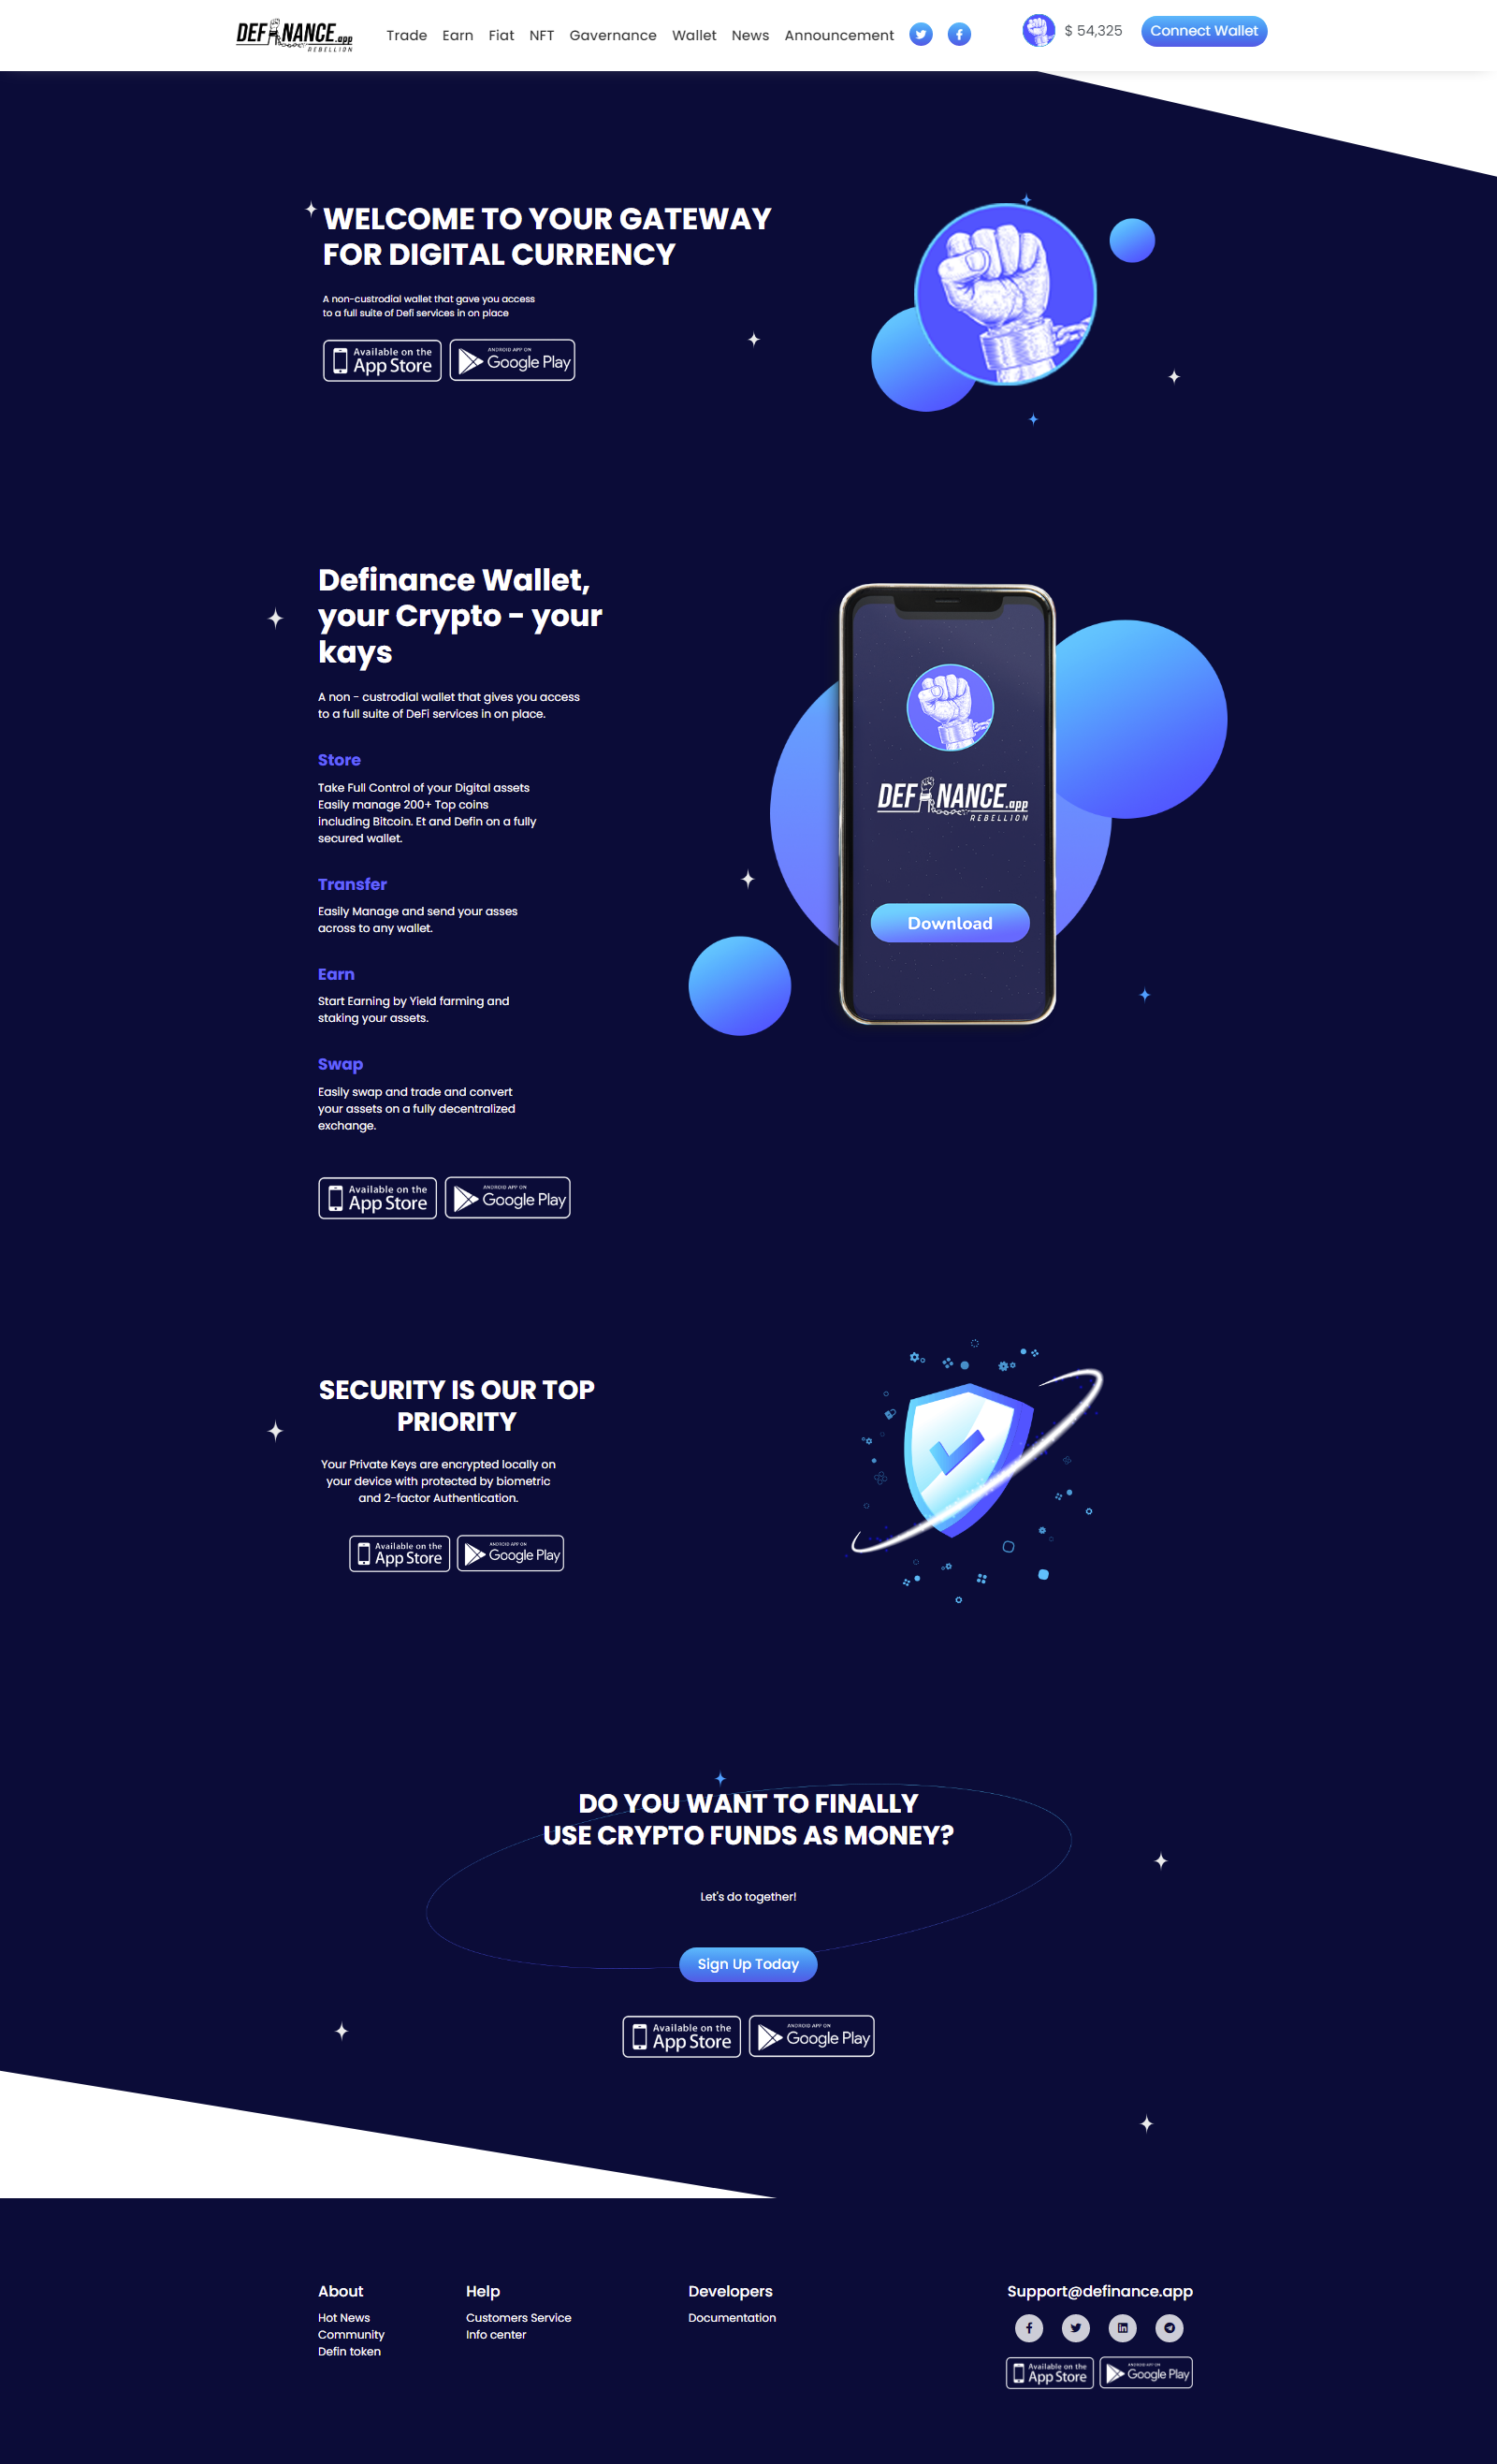 DEFINANCE.app
REBELLION
Trade Earn Fiat NFT Gavernance Wallet News Announcement
$ 54,325
Connect Wallet
WELCOME TO YOUR GATEWAY
FOR DIGITAL CURRENCY
A non-custrodial wallet that gave you access
to a full suite of Defi services in on place
Available on the
App Store
ANDROID APP ON
Google Play
Definance Wallet,
your Crypto - your
kays
A non - custrodial wallet that gives you access
to a full suite of DeFi services in on place.
Store
Take Full Control of your Digital assets
Easily manage 200+ Top coins
including Bitcoin. Et and Defin on a fully
secured wallet.
Transfer
Easily Manage and send your asses
across to any wallet.
Earn
Start Earning by Yield farming and
staking your assets.
Swap
Easily swap and trade and convert
your assets on a fully decentralized
exchange.
Available on the
App Store
ANDROID APP ON
Google Play
DEFINANCE.app
REBELLION
Download
SECURITY IS OUR TOP
PRIORITY
Your Private Keys are encrypted locally on
your device with protected by biometric
and 2-factor Authentication.
Available on the
App Store
ANDROID APP ON
Google Play
DO YOU WANT TO FINALLY
USE CRYPTO FUNDS AS MONEY?
Let's do together!
Sign Up Today
Available on the
App Store
ANDROID APP ON
Google Play
About
Hot News
Community
Defin token
Help
Customers Service
Info center
Developers
Documentation
Support@definance.app
Available on the
App Store
ANDROID APP ON
Google Play